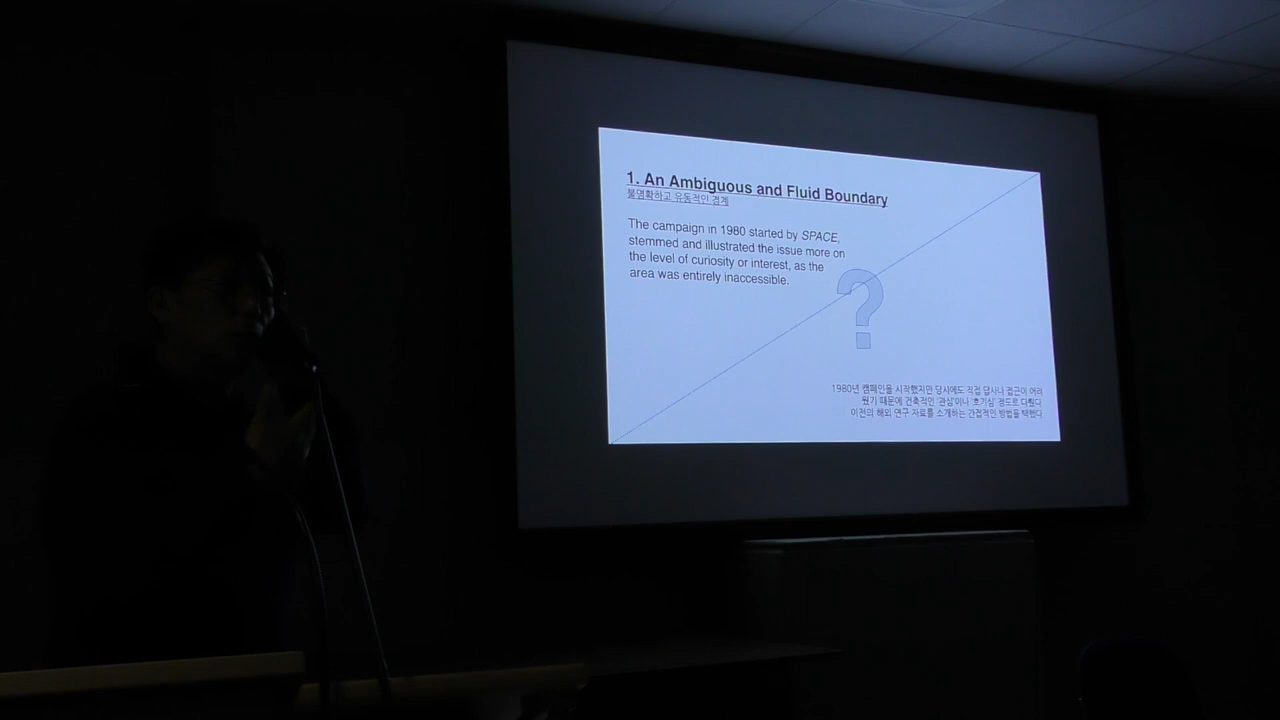 1. An Ambiguous and Fluid Boundary
불명확하고 유동적인 경계
The campaign in 1980 started by SPACE,
stemmed and illustrated the issue more on
the level of curiosity or interest, as the
area was entirely inaccessible.
?
1980년 캠페인을 시작했지만 당시에도 직접 답사나 접근이 어려
웠기 때문에 건축적인 '관심'이나 '호기심' 정도로 다뤘다.
이전의 해외 연구 자료를 소개하는 간접적인 방법을 택했다